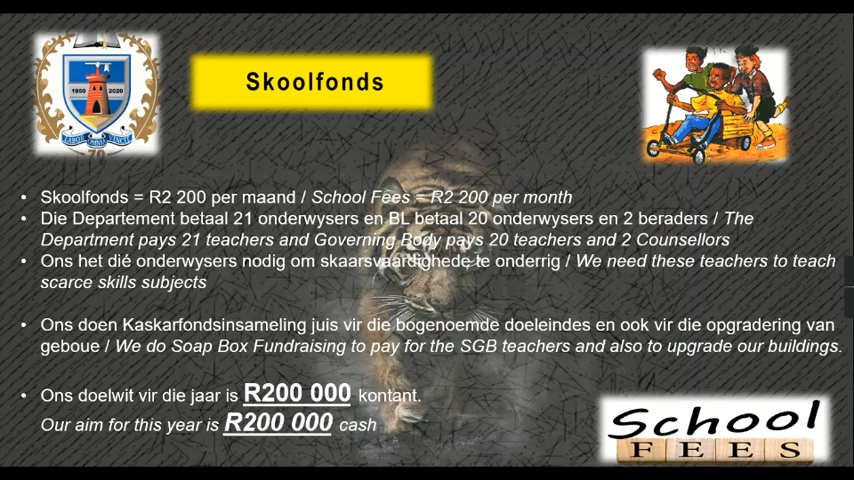 1950 2020
LABOR OMNIA VINCIT
70
Skoolfonds
• Skoolfonds = R2 200 per maand / School Fees = R2 200 per month
• Die Departement betaal 21 onderwysers en BL betaal 20 onderwysers en 2 beraders / The
Department pays 21 teachers and Governing Body pays 20 teachers and 2 Counsellors
• Ons het dié onderwysers nodig om skaarsvaardighede te onderrig / We need these teachers to teach
scarce skills subjects
• Ons doen Kaskarfondsinsameling juis vir die bogenoemde doeleindes en ook vir die opgradering van
geboue / We do Soap Box Fundraising to pay for the SGB teachers and also to upgrade our buildings.
• Ons doelwit vir die jaar is R200 000 kontant.
Our aim for this year is R200 000 cash
School
FEES